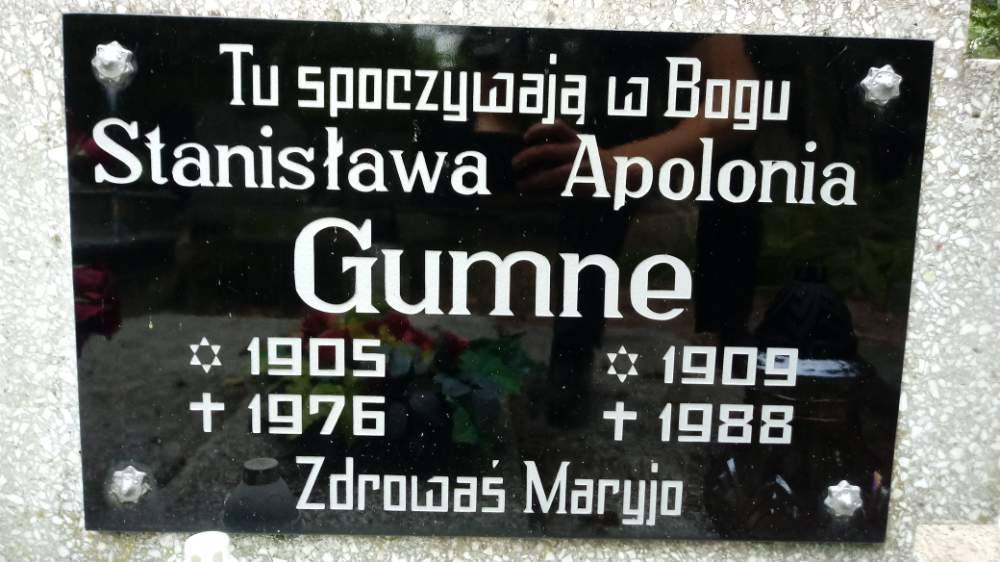 Tu spoczywają w Bogu
Stanisława Apolonia
Gumne
✡ 1905 ✡ 1909
✝ 1976 ✝ 1988
Zdrowaś Maryjo